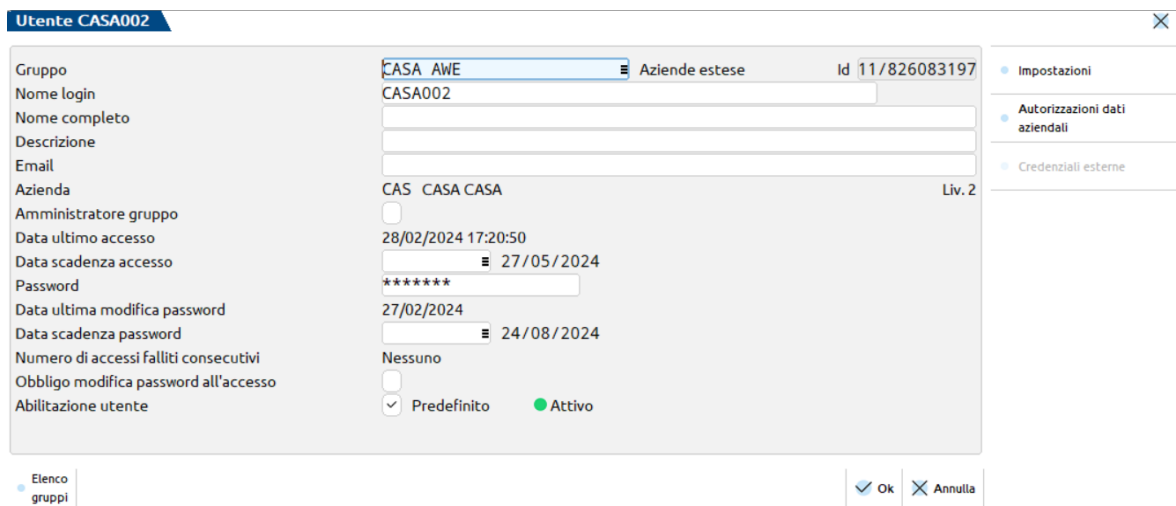 Utente CASA002
Gruppo CASA AWE Aziende estese Id 11/826083197
Nome login CASA002
Nome completo
Descrizione
Email
Azienda CAS CASA CASA Liv. 2
Amministratore gruppo
Data ultimo accesso 28/02/2024 17:20:50
Data scadenza accesso 27/05/2024
Password *******
Data ultima modifica password 27/02/2024
Data scadenza password 24/08/2024
Numero di accessi falliti consecutivi Nessuno
Obbligo modifica password all'accesso
Abilitazione utente Predefinito Attivo
Impostazioni
Autorizzazioni dati
aziendali
Credenziali esterne
Elenco
gruppi
Ok Annulla